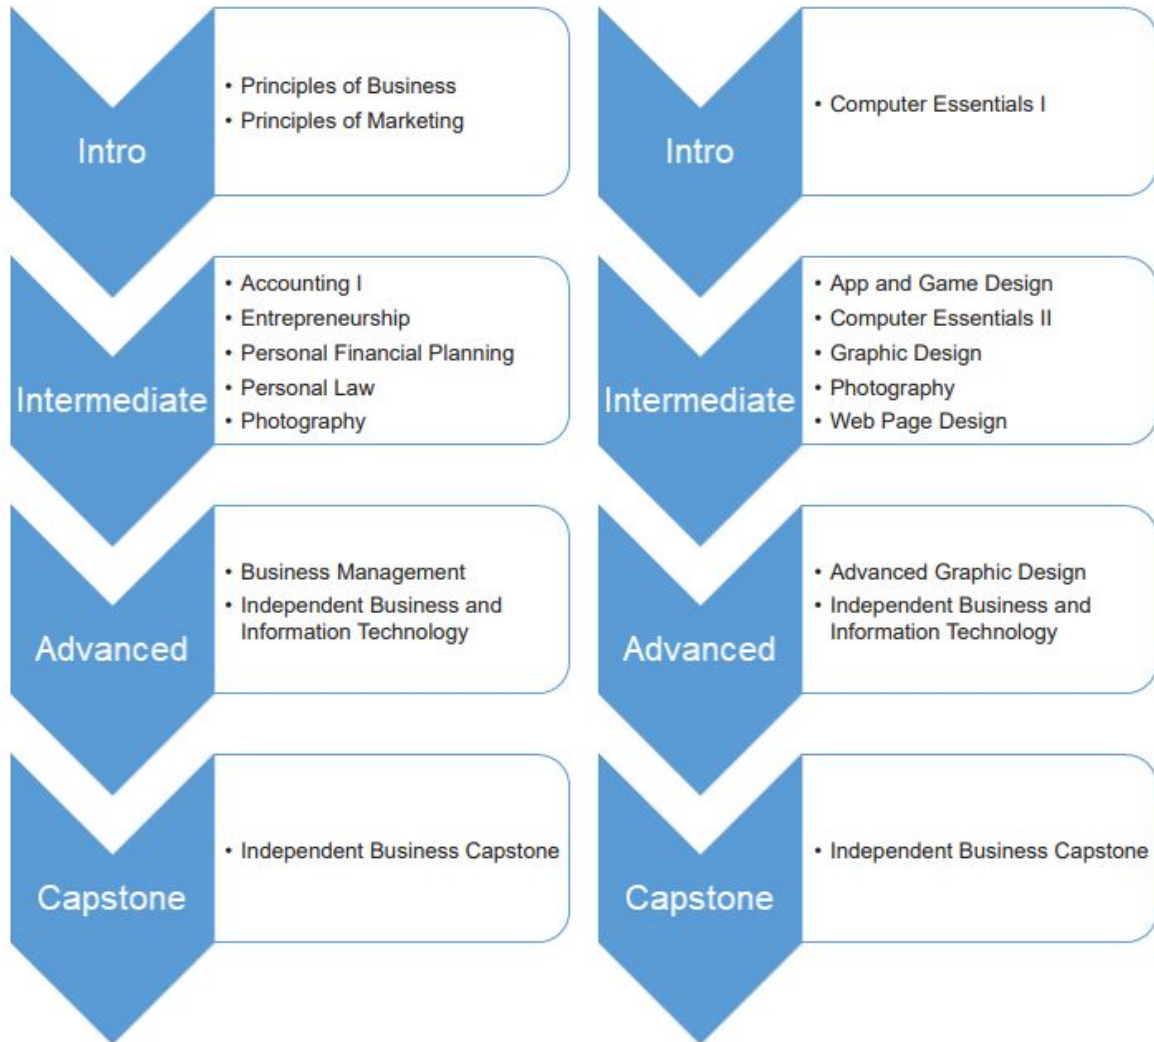 Intro
• Principles of Business
• Principles of Marketing
Intermediate
• Accounting I
• Entrepreneurship
• Personal Financial Planning
• Personal Law
• Photography
Advanced
• Business Management
• Independent Business and
Information Technology
Capstone
• Independent Business Capstone
Intro
• Computer Essentials I
Intermediate
• App and Game Design
• Computer Essentials II
• Graphic Design
• Photography
• Web Page Design
Advanced
• Advanced Graphic Design
• Independent Business and
Information Technology
Capstone
• Independent Business Capstone